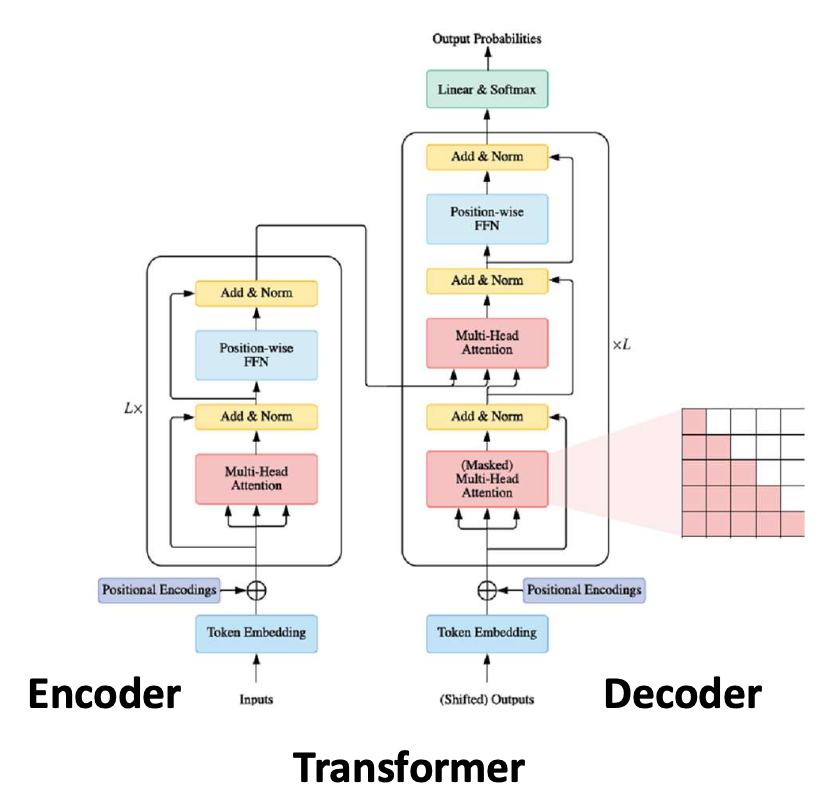 Output Probabilities
Linear & Softmax
Add & Norm
Position-wise
FFN
Add & Norm
Multi-Head
Attention
×L
Add & Norm
(Masked)
Multi-Head
Attention
Positional Encodings
Token Embedding
(Shifted) Outputs
Decoder
Add & Norm
Position-wise
FFN
L×
Add & Norm
Multi-Head
Attention
Positional Encodings
Token Embedding
Inputs
Encoder
Transformer